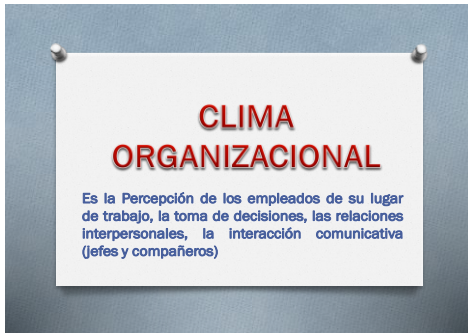 CLIMA
ORGANIZACIONAL
Es la Percepción de los empleados de su lugar
de trabajo, la toma de decisiones, las relaciones
interpersonales, la interacción comunicativa
(jefes y compañeros)